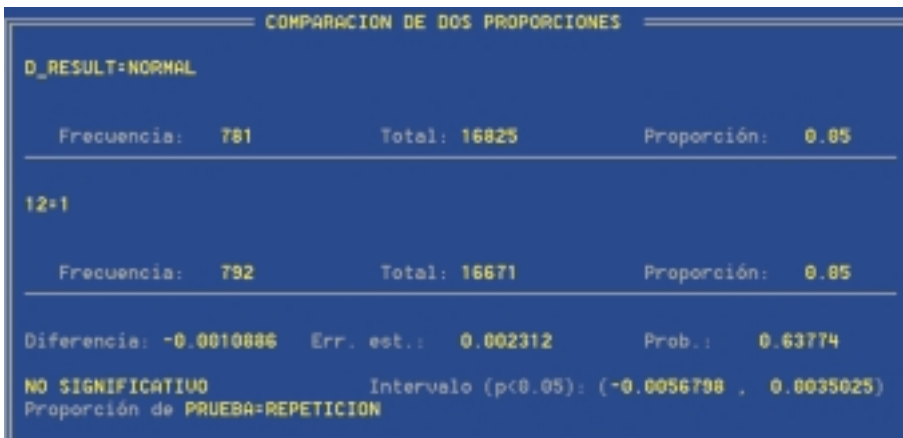 COMPARACION DE DOS PROPORCIONES
D_RESULT=NORMAL
Frecuencia: 781 Total: 16825 Proporción: 0.05
12=1
Frecuencia: 792 Total: 16671 Proporción: 0.05
Diferencia: -0.0010886 Err. est.: 0.002312 Prob.: 0.63774
NO SIGNIFICATIVO Intervalo (p<0.05): (-0.0056798 , 0.0035025)
Proporción de PRUEBA=REPETICION